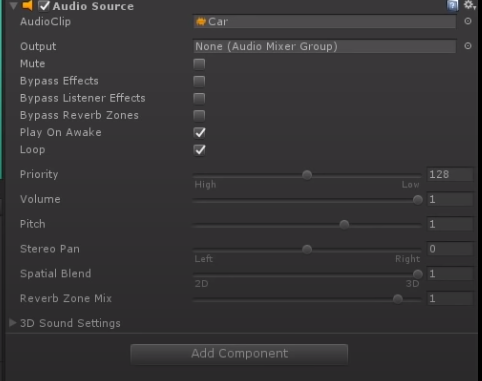 Audio Source
AudioClip Car
Output None (Audio Mixer Group)
Mute
Bypass Effects
Bypass Listener Effects
Bypass Reverb Zones
Play On Awake
Loop
Priority 128
High Low
Volume 1
Pitch 1
Stereo Pan 0
Left Right
Spatial Blend 1
2D 3D
Reverb Zone Mix 1
3D Sound Settings
Add Component